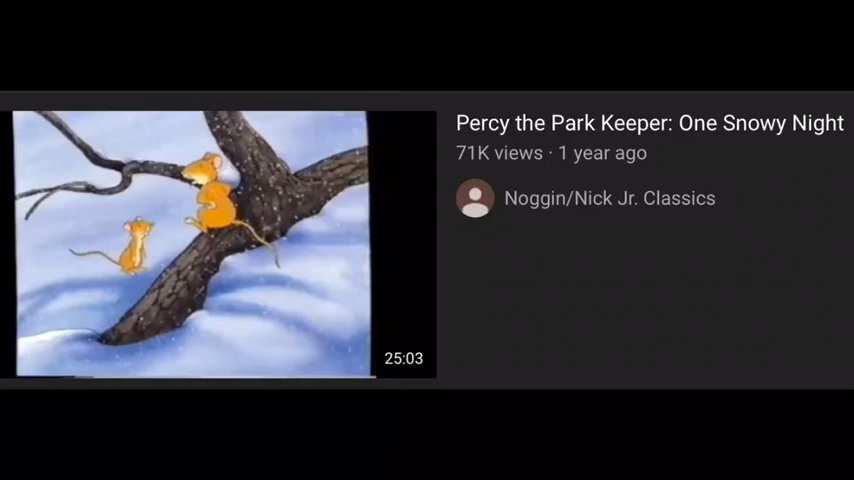 Percy the Park Keeper: One Snowy Night
71K views · 1 year ago
Noggin/Nick Jr. Classics
25:03